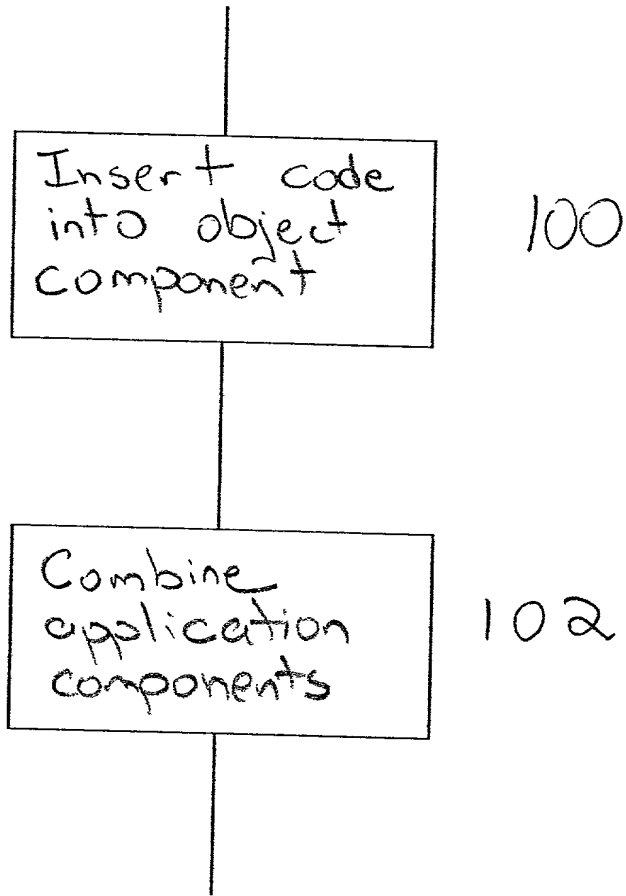 Insert code
into object
component
100
Combine
application
components
102